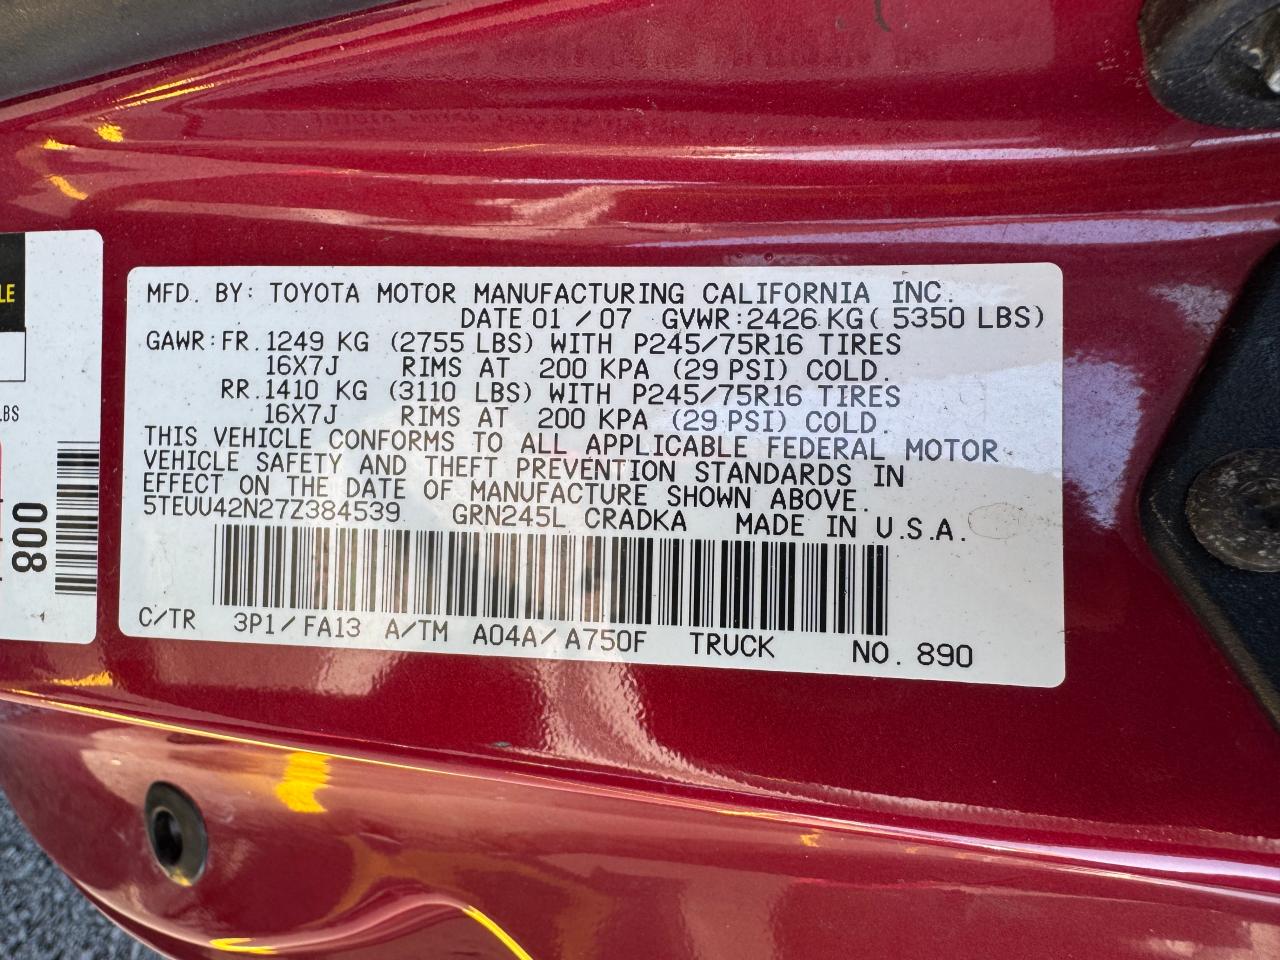 MFD. BY: TOYOTA MOTOR MANUFACTURING CALIFORNIA INC.
DATE 01 / 07 GVWR: 2426 KG ( 5350 LBS)
GAWR: FR. 1249 KG (2755 LBS) WITH P245/75R16 TIRES
16X7J RIMS AT 200 KPA (29 PSI) COLD.
RR. 1410 KG (3110 LBS) WITH P245/75R16 TIRES
16X7J RIMS AT 200 KPA (29 PSI) COLD.
THIS VEHICLE CONFORMS TO ALL APPLICABLE FEDERAL MOTOR
VEHICLE SAFETY AND THEFT PREVENTION STANDARDS IN
EFFECT ON THE DATE OF MANUFACTURE SHOWN ABOVE.
5TEUU42N27Z384539 GRN245L CRADKA MADE IN U.S.A.
C/TR 3P1/FA13 A/TM A04A/A750F TRUCK NO. 890
LBS
800